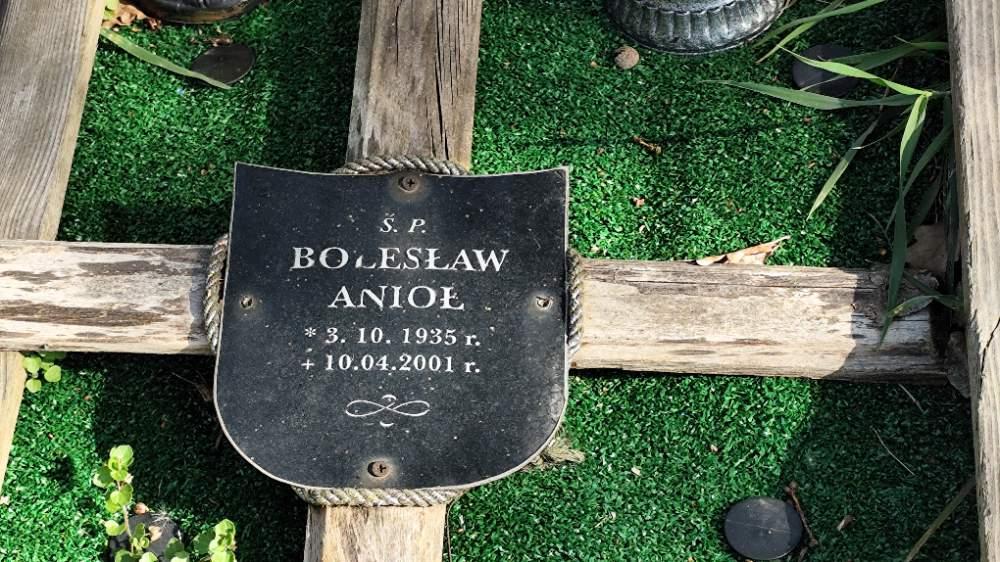 Ś. P.
BOLESŁAW
ANIOŁ
* 3. 10. 1935 r.
+ 10.04.2001 r.